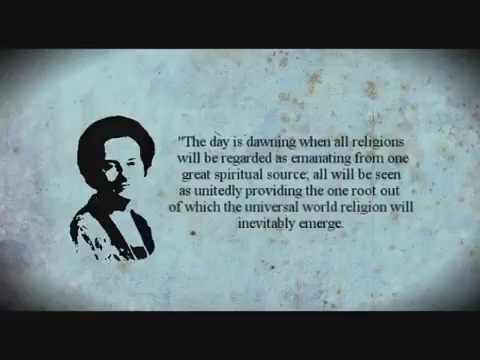 "The day is dawning when all religions
will be regarded as emanating from one
great spiritual source; all will be seen
as unitedly providing the one root out
of which the universal world religion will
inevitably emerge.